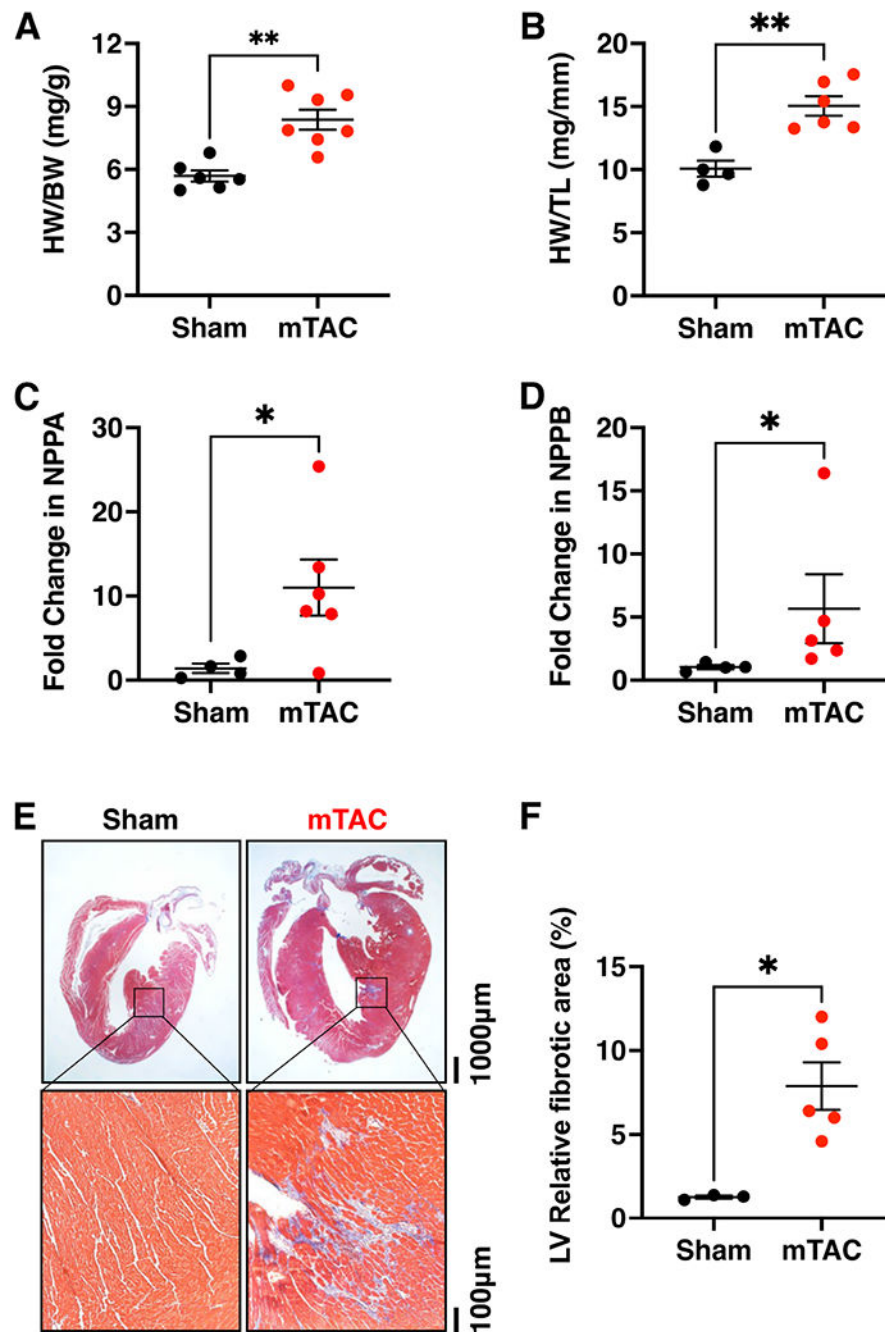 A
HW/BW (mg/g)
12
9
6
3
0
**
Sham
mTAC
B
HW/TL (mg/mm)
20
15
10
5
0
**
Sham
mTAC
C
Fold Change in NPPA
30
20
10
0
*
Sham
mTAC
D
Fold Change in NPPB
20
15
10
5
0
*
Sham
mTAC
E
Sham
mTAC
1000µm
100µm
F
LV Relative fibrotic area (%)
15
10
5
0
*
Sham
mTAC